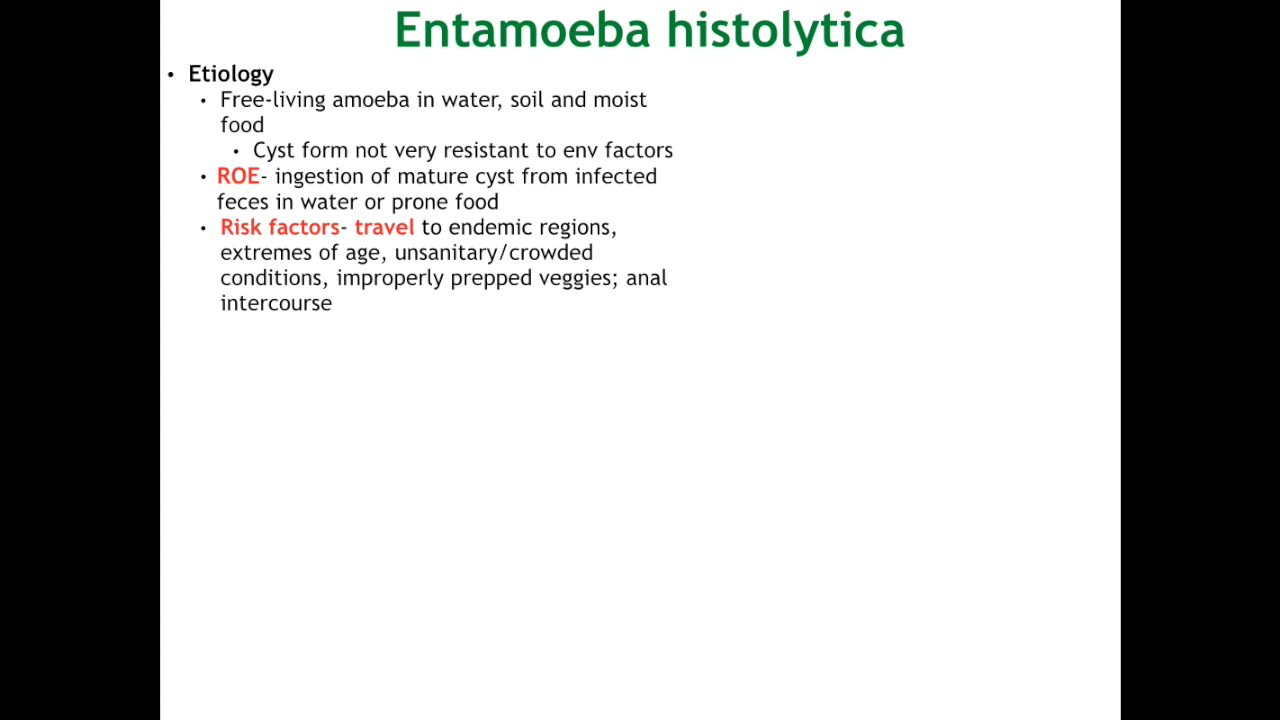 Entamoeba histolytica
• Etiology
• Free-living amoeba in water, soil and moist
food
• Cyst form not very resistant to env factors
• ROE- ingestion of mature cyst from infected
feces in water or prone food
• Risk factors- travel to endemic regions,
extremes of age, unsanitary/crowded
conditions, improperly prepped veggies; anal
intercourse